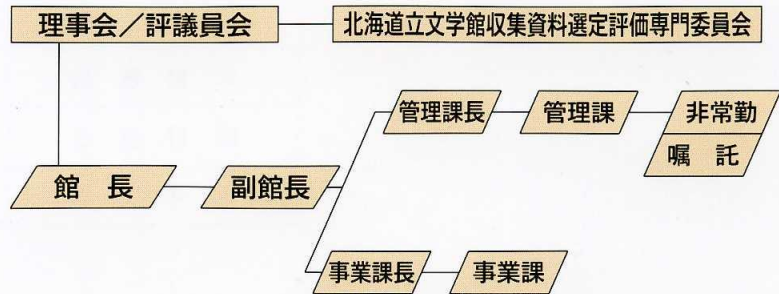 理事会／評議員会
北海道立文学館収集資料選定評価専門委員会
管理課長
管理課
非常勤
嘱託
館長
副館長
事業課長
事業課